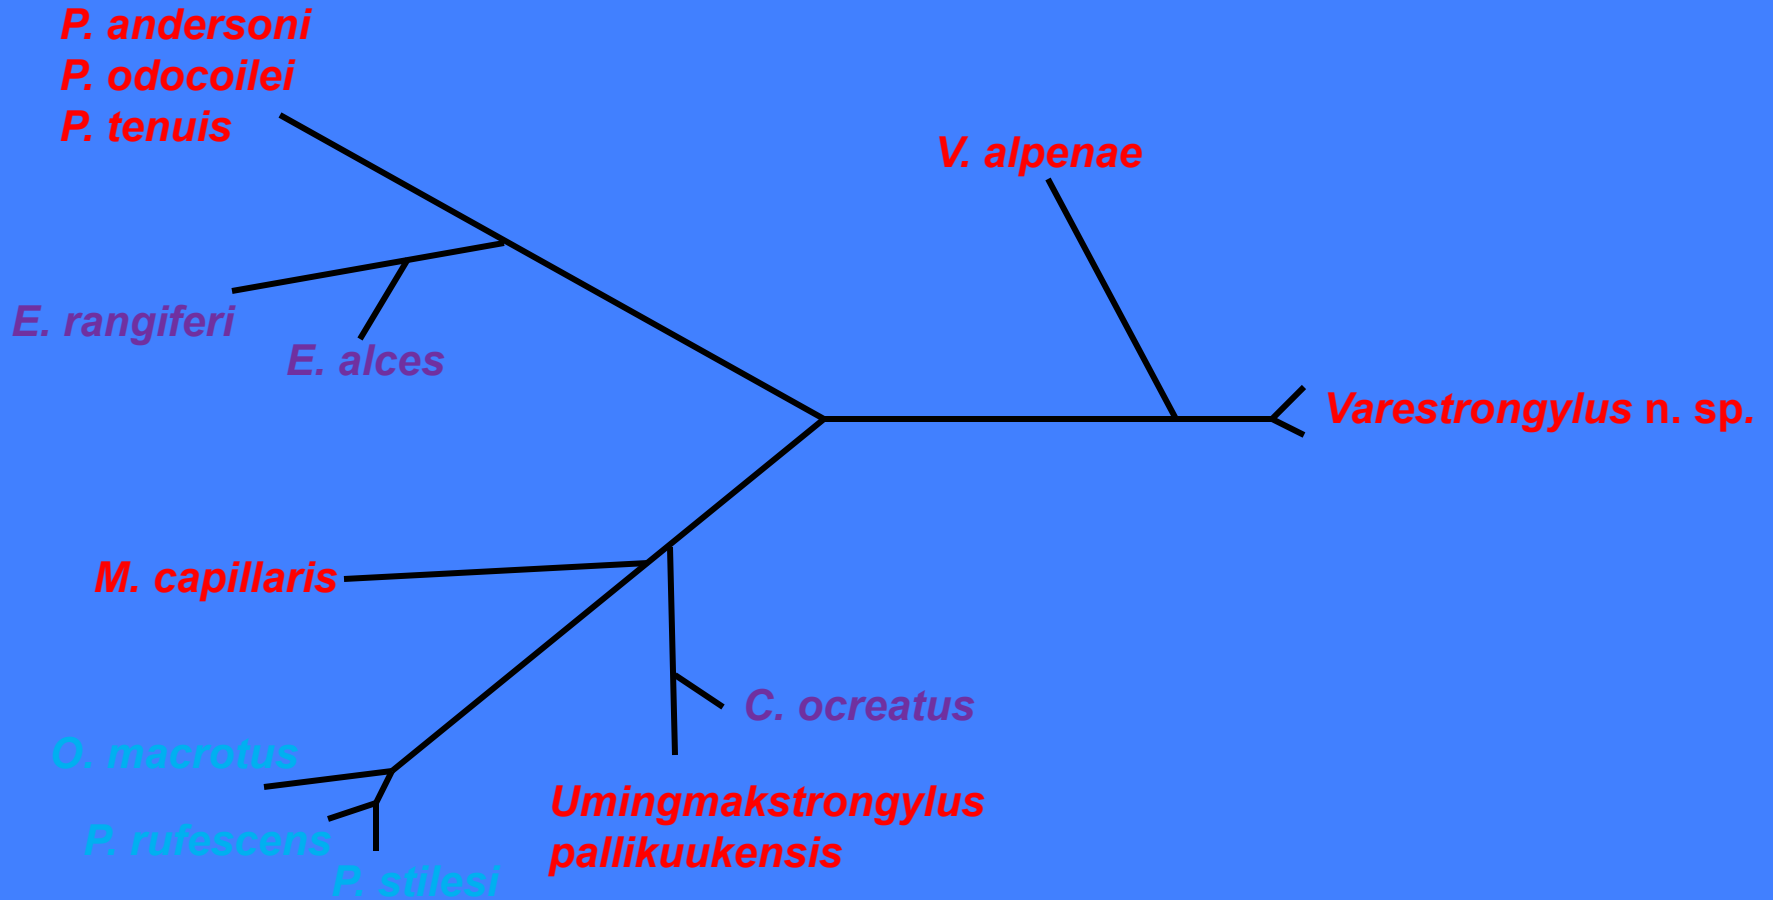 P. andersoni
P. odocoilei
P. tenuis
V. alpenae
E. rangiferi
E. alces
Varestrongylus n. sp.
M. capillaris
C. ocreatus
O. macrotus
Umingmakstrongylus
pallikuukensis
P. rufescens
P. stilesi